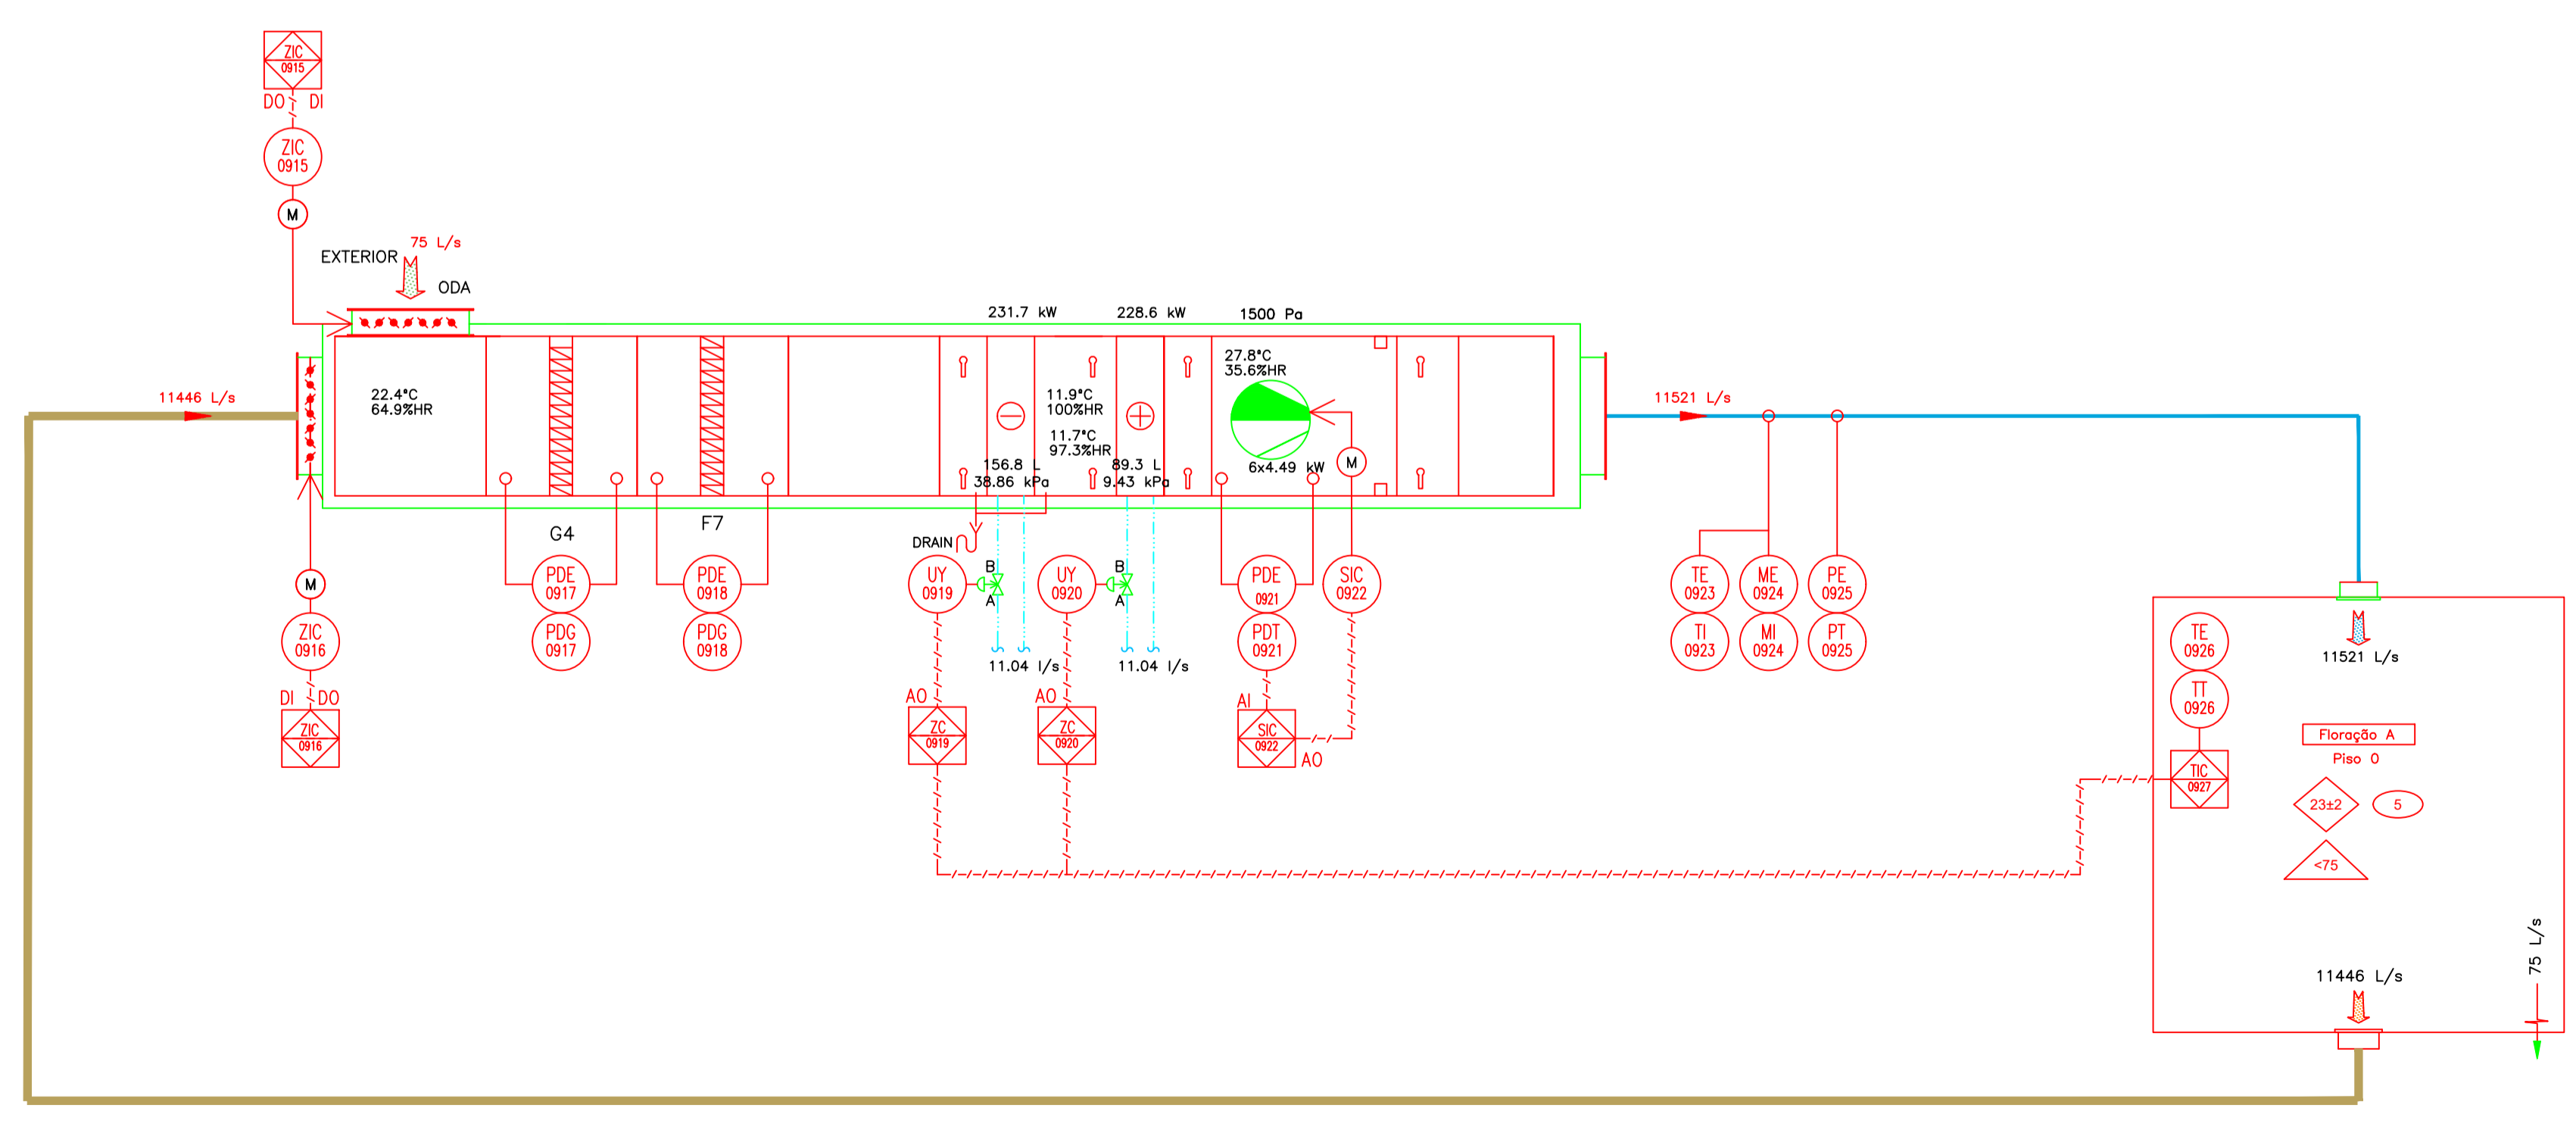 ZIC
0915
DO DI
ZIC
0915
M
75 L/s
EXTERIOR
ODA
11446 L/s
22.4°C
64.9%HR
231.7 kW
228.6 kW
1500 Pa
11.9°C
100%HR
11.7°C
97.3%HR
156.8 L
38.86 kPa
89.3 L
9.43 kPa
27.8°C
35.6%HR
6x4.49 kW
M
11521 L/s
G4
F7
DRAIN
M
ZIC
0916
DI DO
ZIC
0916
PDE
0917
PDG
0917
PDE
0918
PDG
0918
UY
0919
B
A
11.04 l/s
AO
ZC
0919
UY
0920
B
A
11.04 l/s
AO
ZC
0920
PDE
0921
PDT
0921
AI
SIC
0922
AO
SIC
0922
TE
0923
TI
0923
ME
0924
MI
0924
PE
0925
PT
0925
TE
0926
TT
0926
TIC
0927
11521 L/s
Floração A
Piso 0
23±2
5
<75
11446 L/s
75 L/s